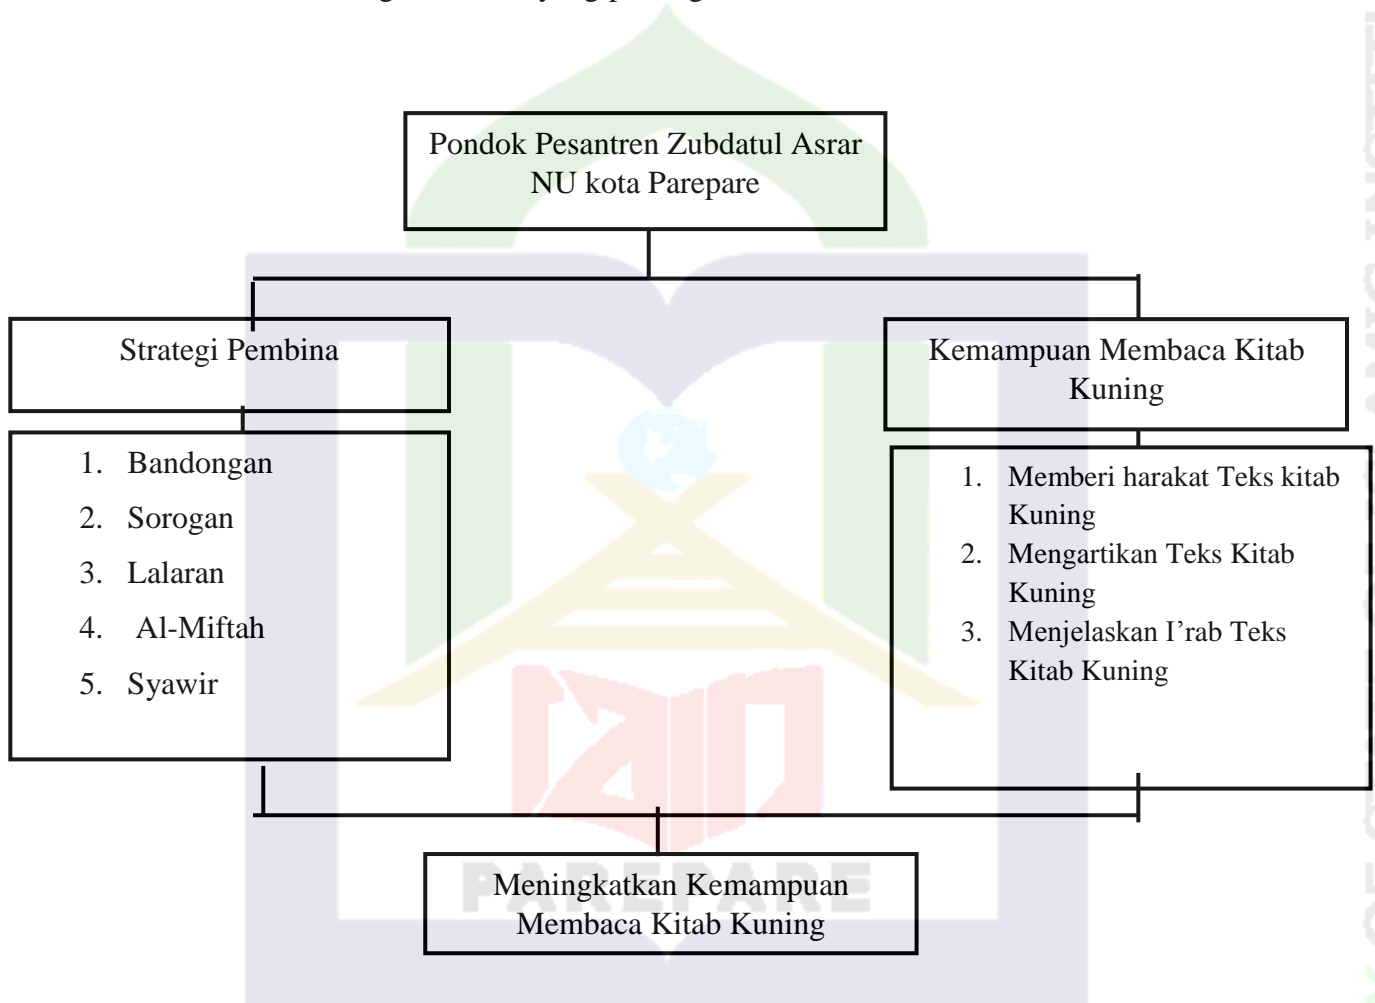 Pondok Pesantren Zubdatul Asrar
NU kota Parepare
Strategi Pembina
1. Bandongan
2. Sorogan
3. Lalaran
4. Al-Miftah
5. Syawir
Kemampuan Membaca Kitab
Kuning
1. Memberi harakat Teks kitab
Kuning
2. Mengartikan Teks Kitab
Kuning
3. Menjelaskan I’rab Teks
Kitab Kuning
Meningkatkan Kemampuan
Membaca Kitab Kuning
PAREPARE